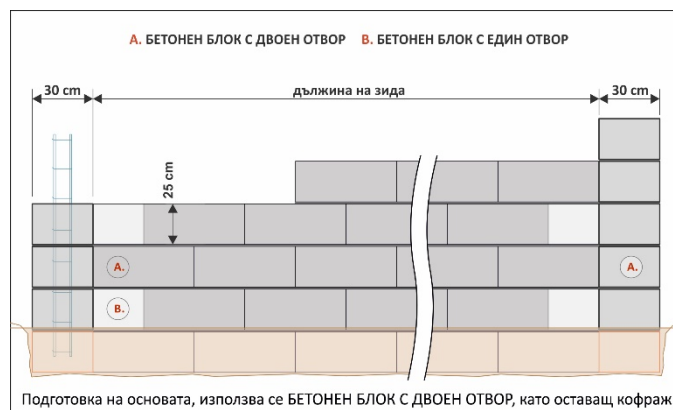 A. БЕТОНЕН БЛОК С ДВОЕН ОТВОР B. БЕТОНЕН БЛОК С ЕДИН ОТВОР
30 cm дължина на зида 30 cm
25 cm
A. A.
B.
Подготовка на основата, използва се БЕТОНЕН БЛОК С ДВОЕН ОТВОР, като оставащ кофраж